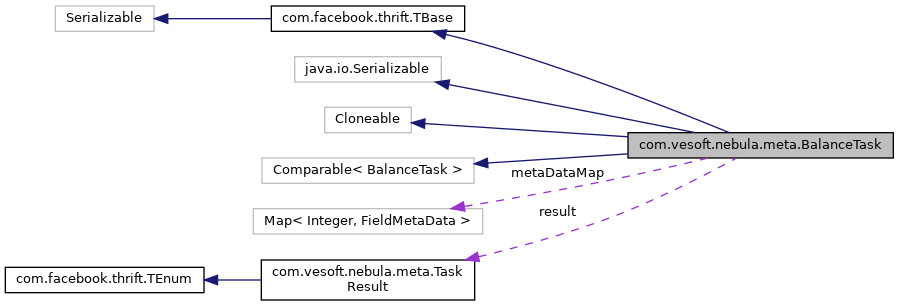 Serializable
com.facebook.thrift.TBase
java.io.Serializable
Cloneable
com.vesoft.nebula.meta.BalanceTask
Comparable< BalanceTask >
metaDataMap
Map< Integer, FieldMetaData >
result
com.facebook.thrift.TEnum
com.vesoft.nebula.meta.Task
Result